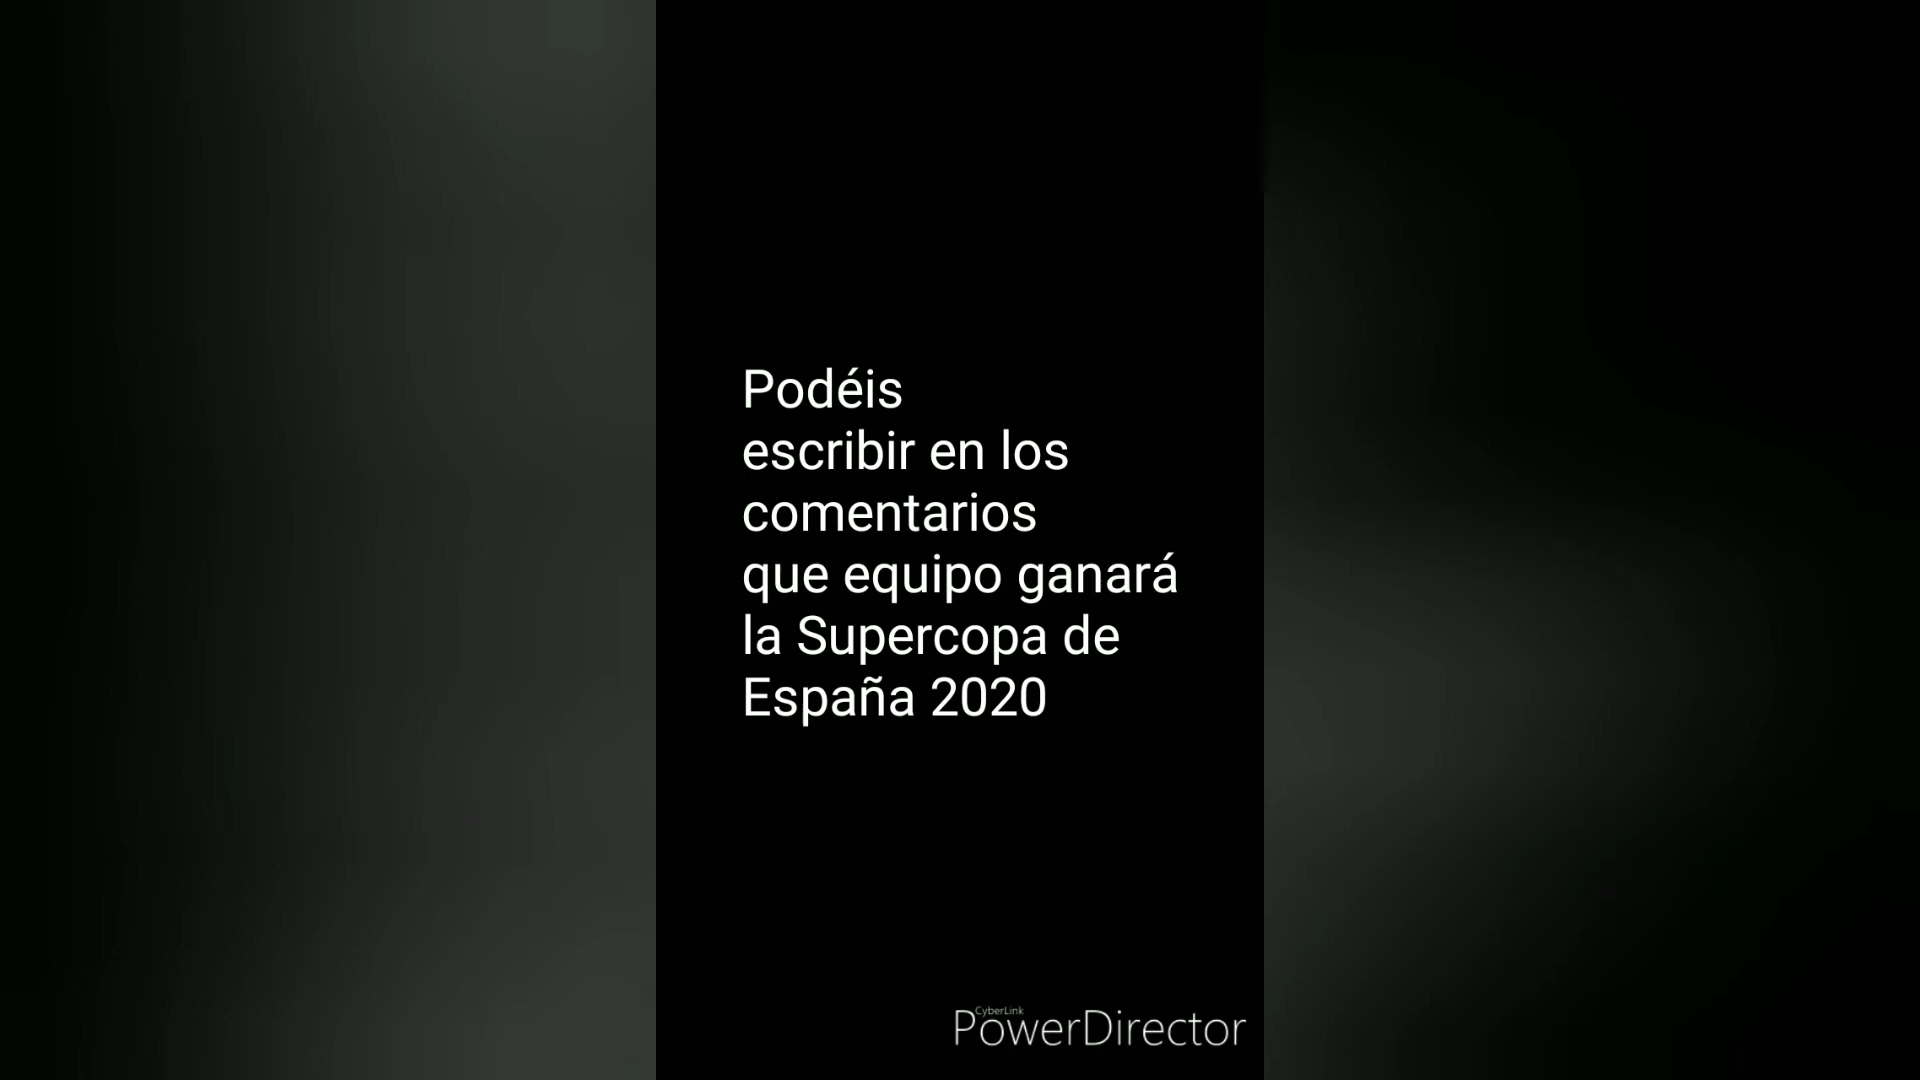 Podéis
escribir en los
comentarios
que equipo ganará
la Supercopa de
España 2020
CyberLink
PowerDirector